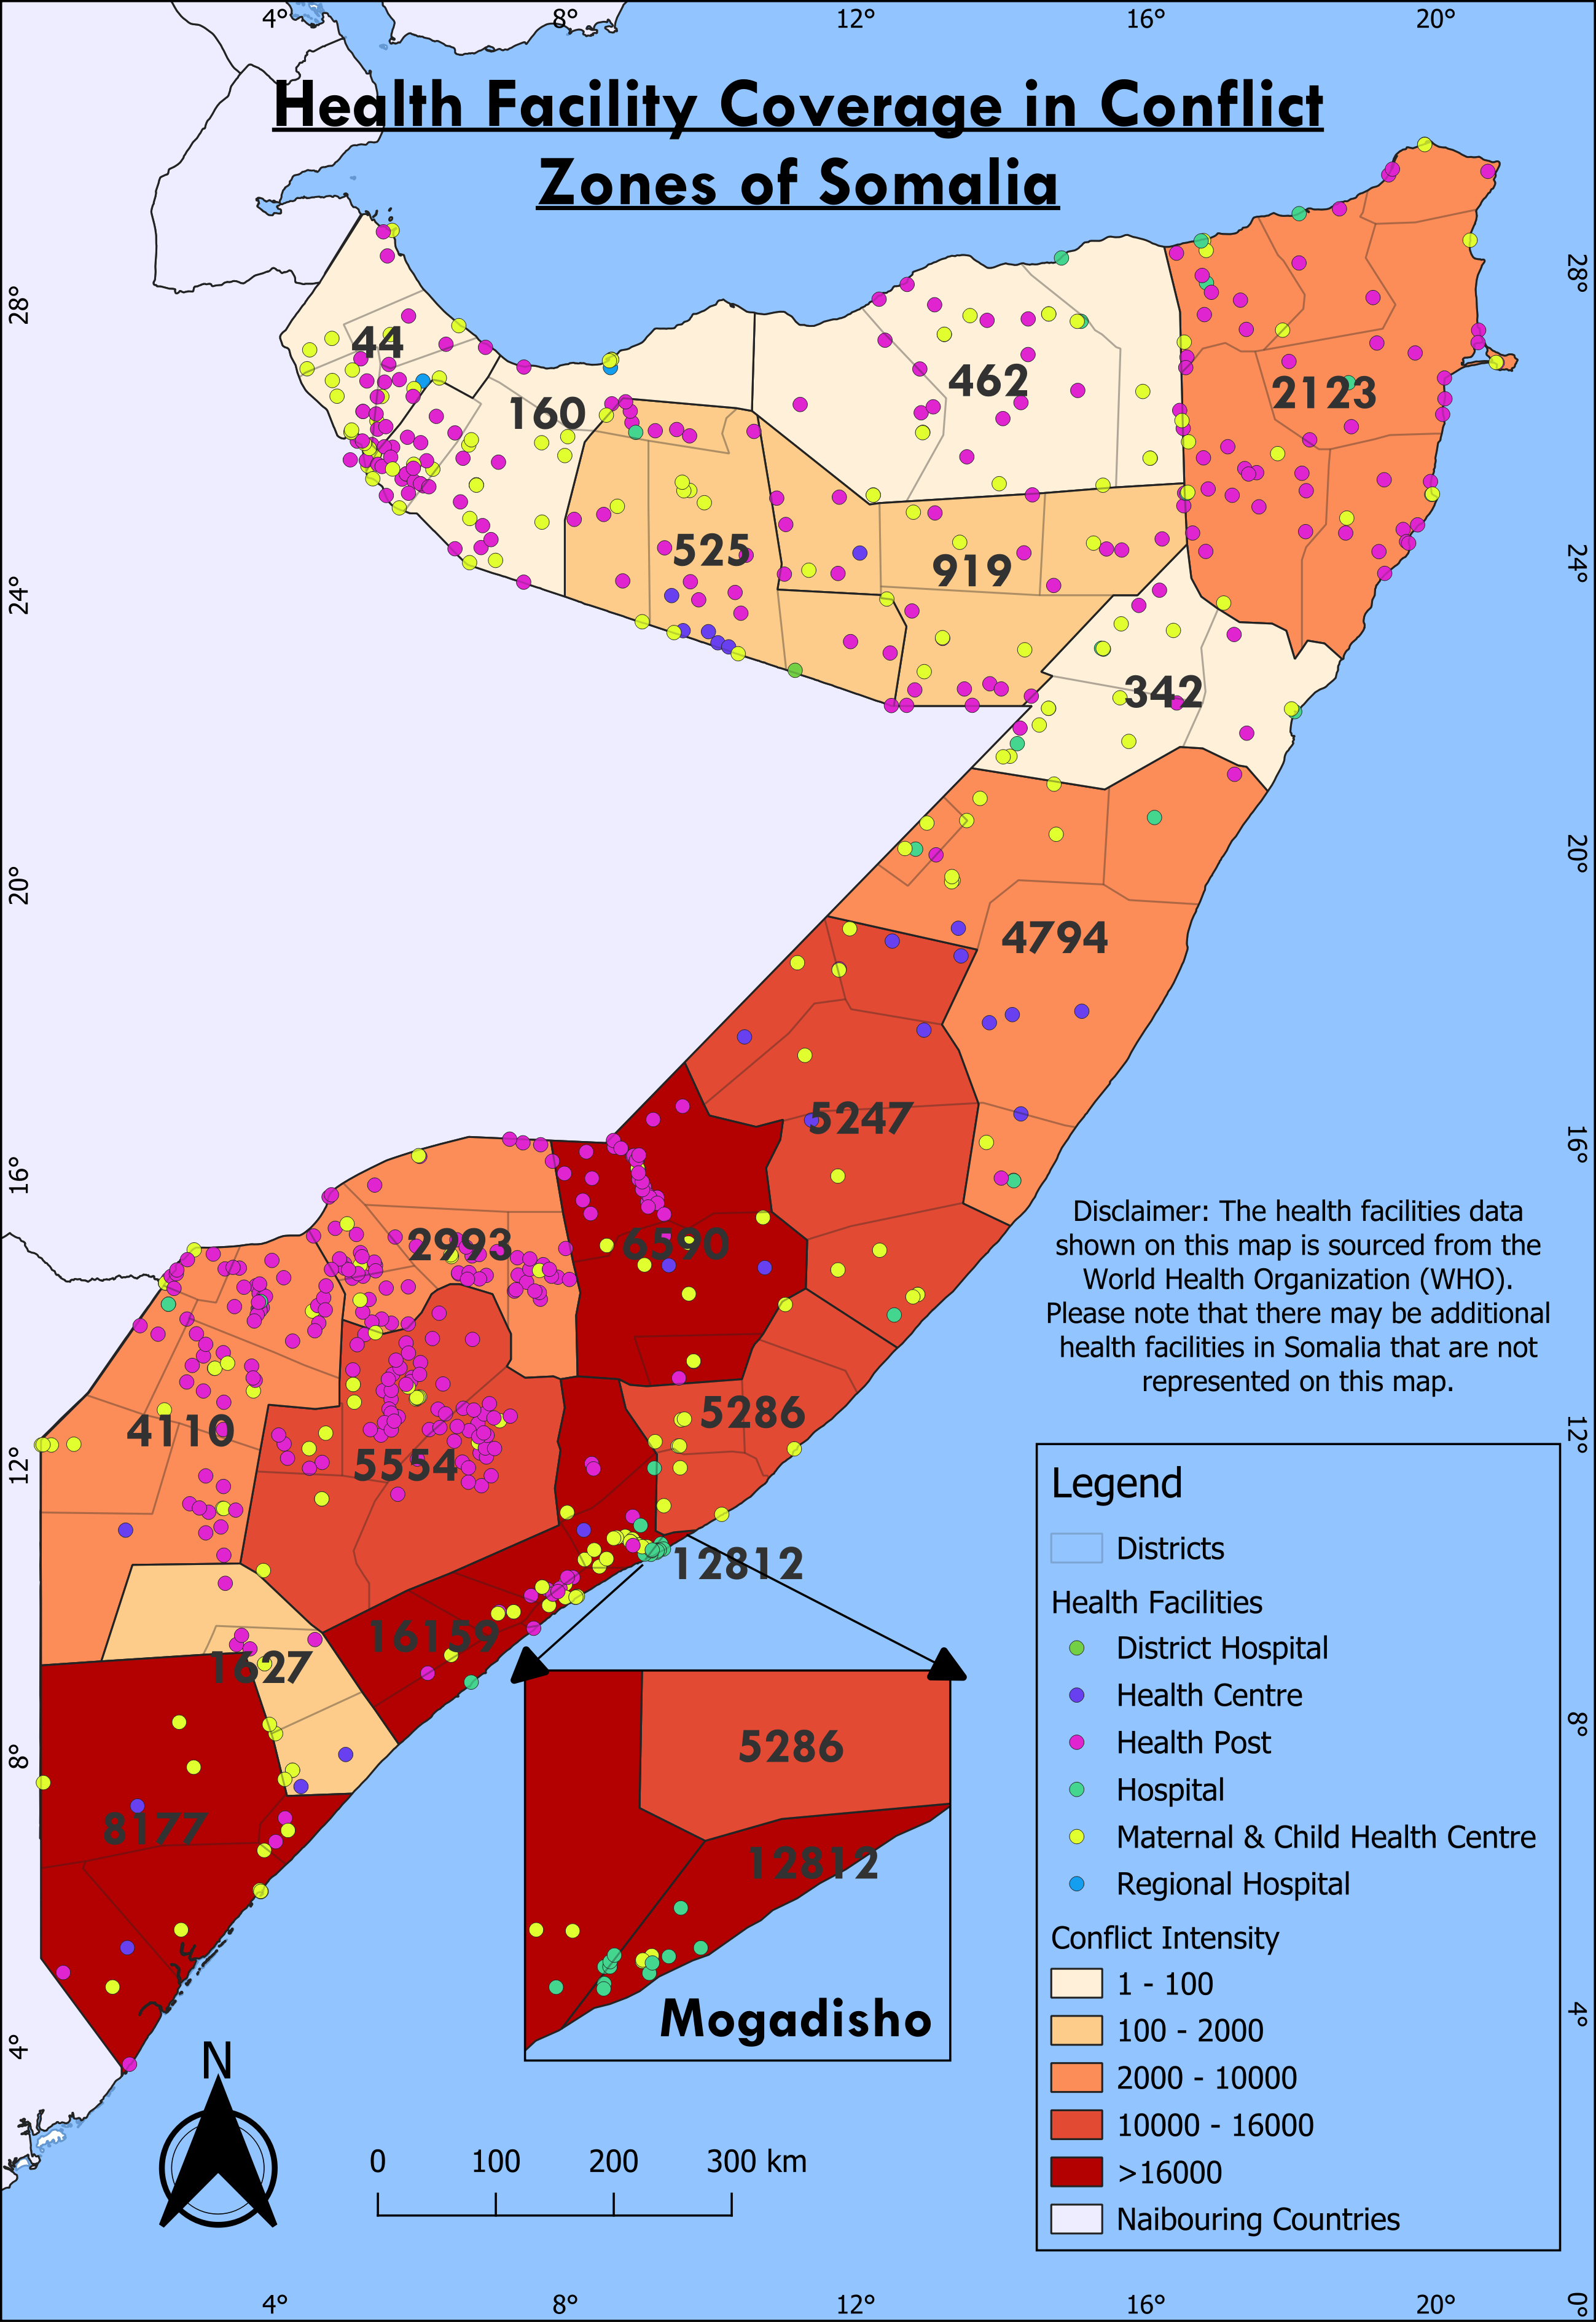 4° 8° 12° 16° 20°
Health Facility Coverage in Conflict
Zones of Somalia
28° 28°
44
462
2123
160
525
919
24° 24°
342
20° 20°
4794
5247
16° 16°
Disclaimer: The health facilities data
shown on this map is sourced from the
World Health Organization (WHO).
Please note that there may be additional
health facilities in Somalia that are not
represented on this map.
2993
6590
5286
4110
5554
12° 12°
12812
16159
1627
8177
8° 8°
5286
12812
Mogadisho
4° 4°
Legend
Districts
Health Facilities
District Hospital
Health Centre
Health Post
Hospital
Maternal & Child Health Centre
Regional Hospital
Conflict Intensity
1 - 100
100 - 2000
2000 - 10000
10000 - 16000
>16000
Naibouring Countries
N
0 100 200 300 km
4° 8° 12° 16° 20° 0°